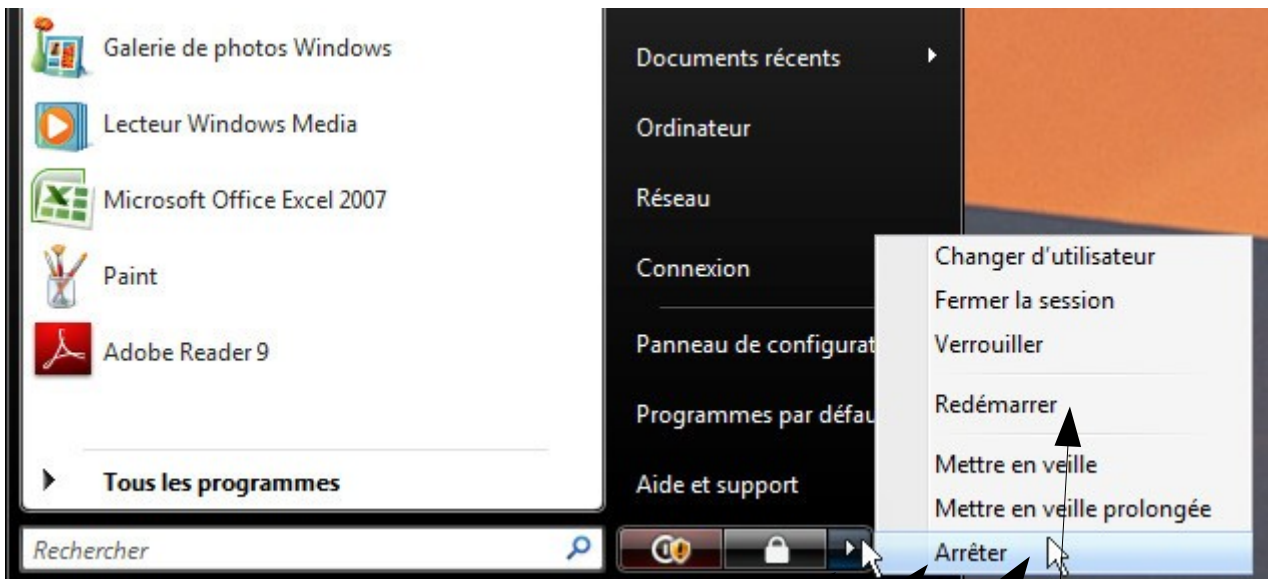 Galerie de photos Windows
Lecteur Windows Media
Microsoft Office Excel 2007
Paint
Adobe Reader 9
Tous les programmes
Rechercher
Documents récents
Ordinateur
Réseau
Connexion
Panneau de configurat
Programmes par défau
Aide et support
Changer d'utilisateur
Fermer la session
Verrouiller
Redémarrer
Mettre en veille
Mettre en veille prolongée
Arrêter